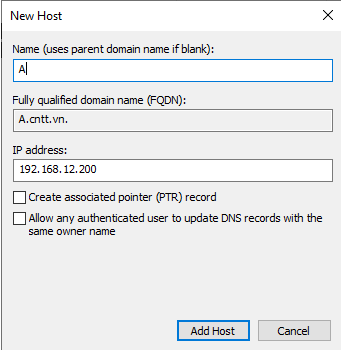 New Host
Name (uses parent domain name if blank):
A
Fully qualified domain name (FQDN):
A.cntt.vn.
IP address:
192.168.12.200
Create associated pointer (PTR) record
Allow any authenticated user to update DNS records with the
same owner name
Add Host
Cancel